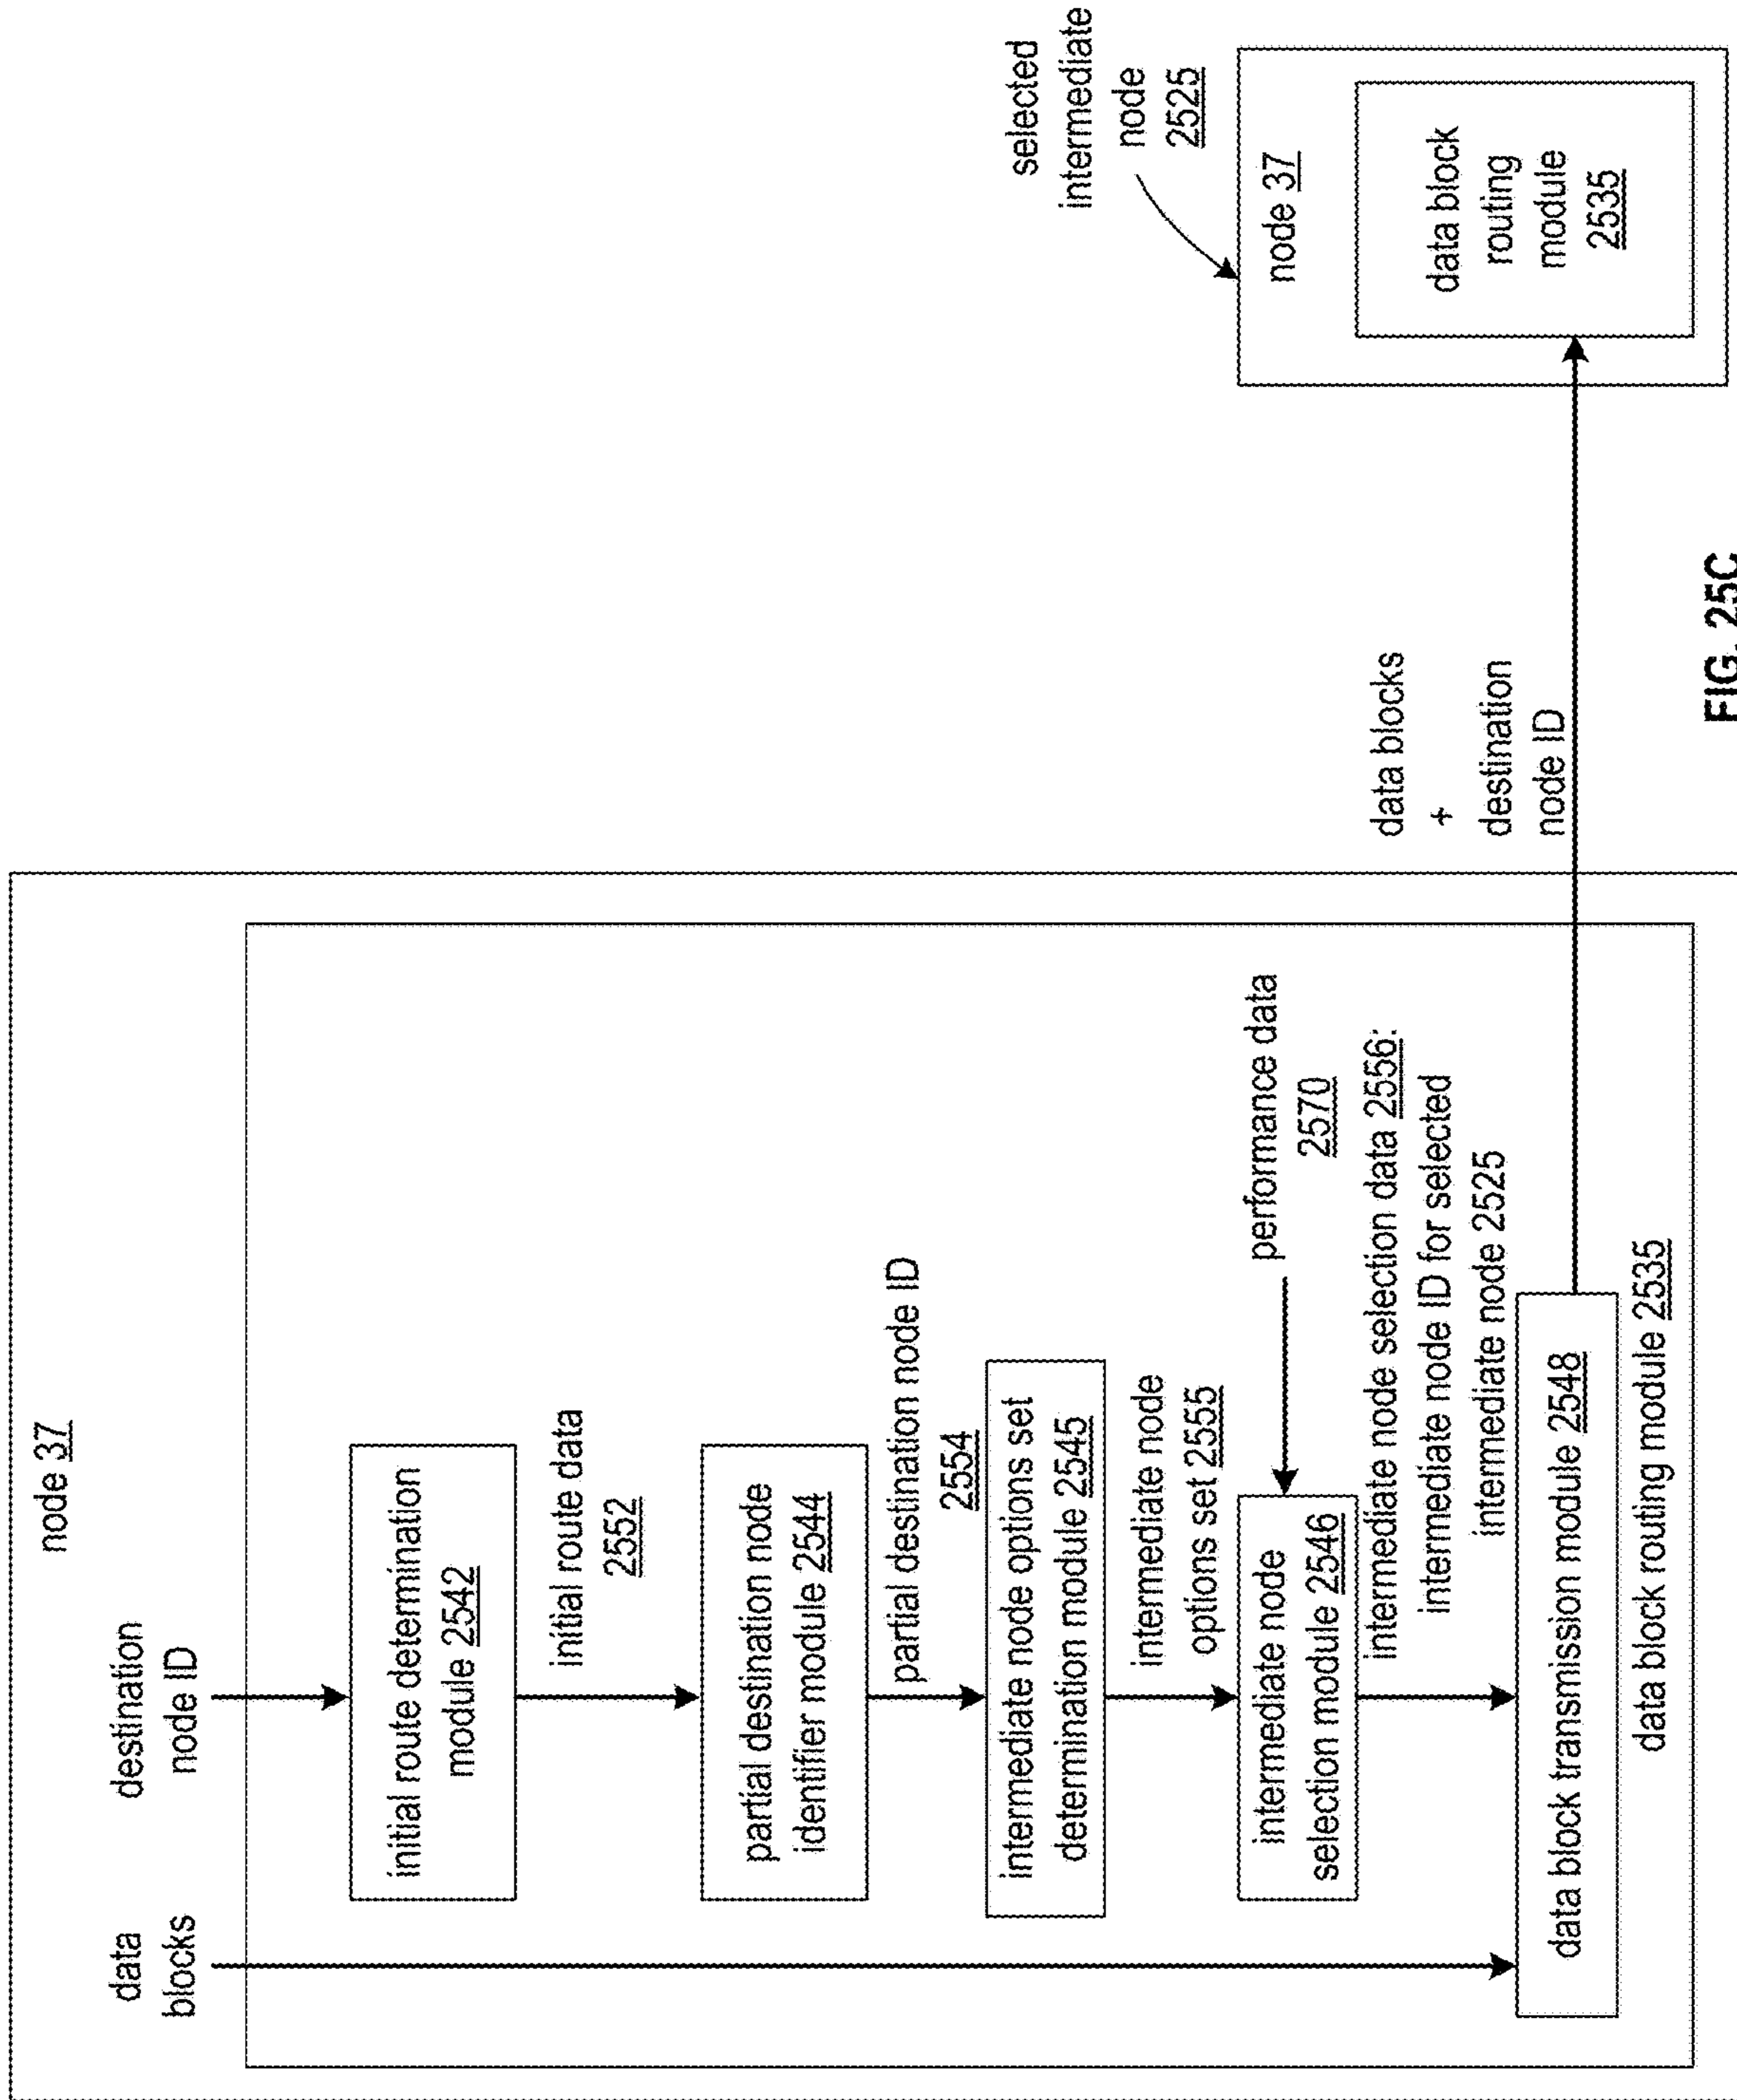 node 37
data
blocks
destination
node ID
initial route determination
module 2542
initial route data
2552
partial destination node
identifier module 2544
partial destination node ID
2554
intermediate node options set
determination module 2545
intermediate node
options set 2555
intermediate node
selection module 2546
performance data
2570
intermediate node selection data 2556:
intermediate node ID for selected
intermediate node 2525
data block transmission module 2548
data block routing module 2535
data blocks
+
destination
node ID
selected
intermediate
node
2525
node 37
data block
routing
module
2535
FIG. 25C